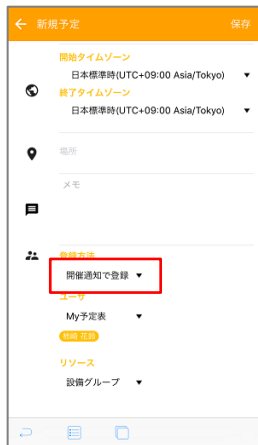 新規予定 保存
開始タイムゾーン
日本標準時(UTC+09:00 Asia/Tokyo) ▼
終了タイムゾーン
日本標準時(UTC+09:00 Asia/Tokyo) ▼
場所
メモ
登録方法
開催通知で登録 ▼
ユーザ
My予定表 ▼
リソース
設備グループ ▼